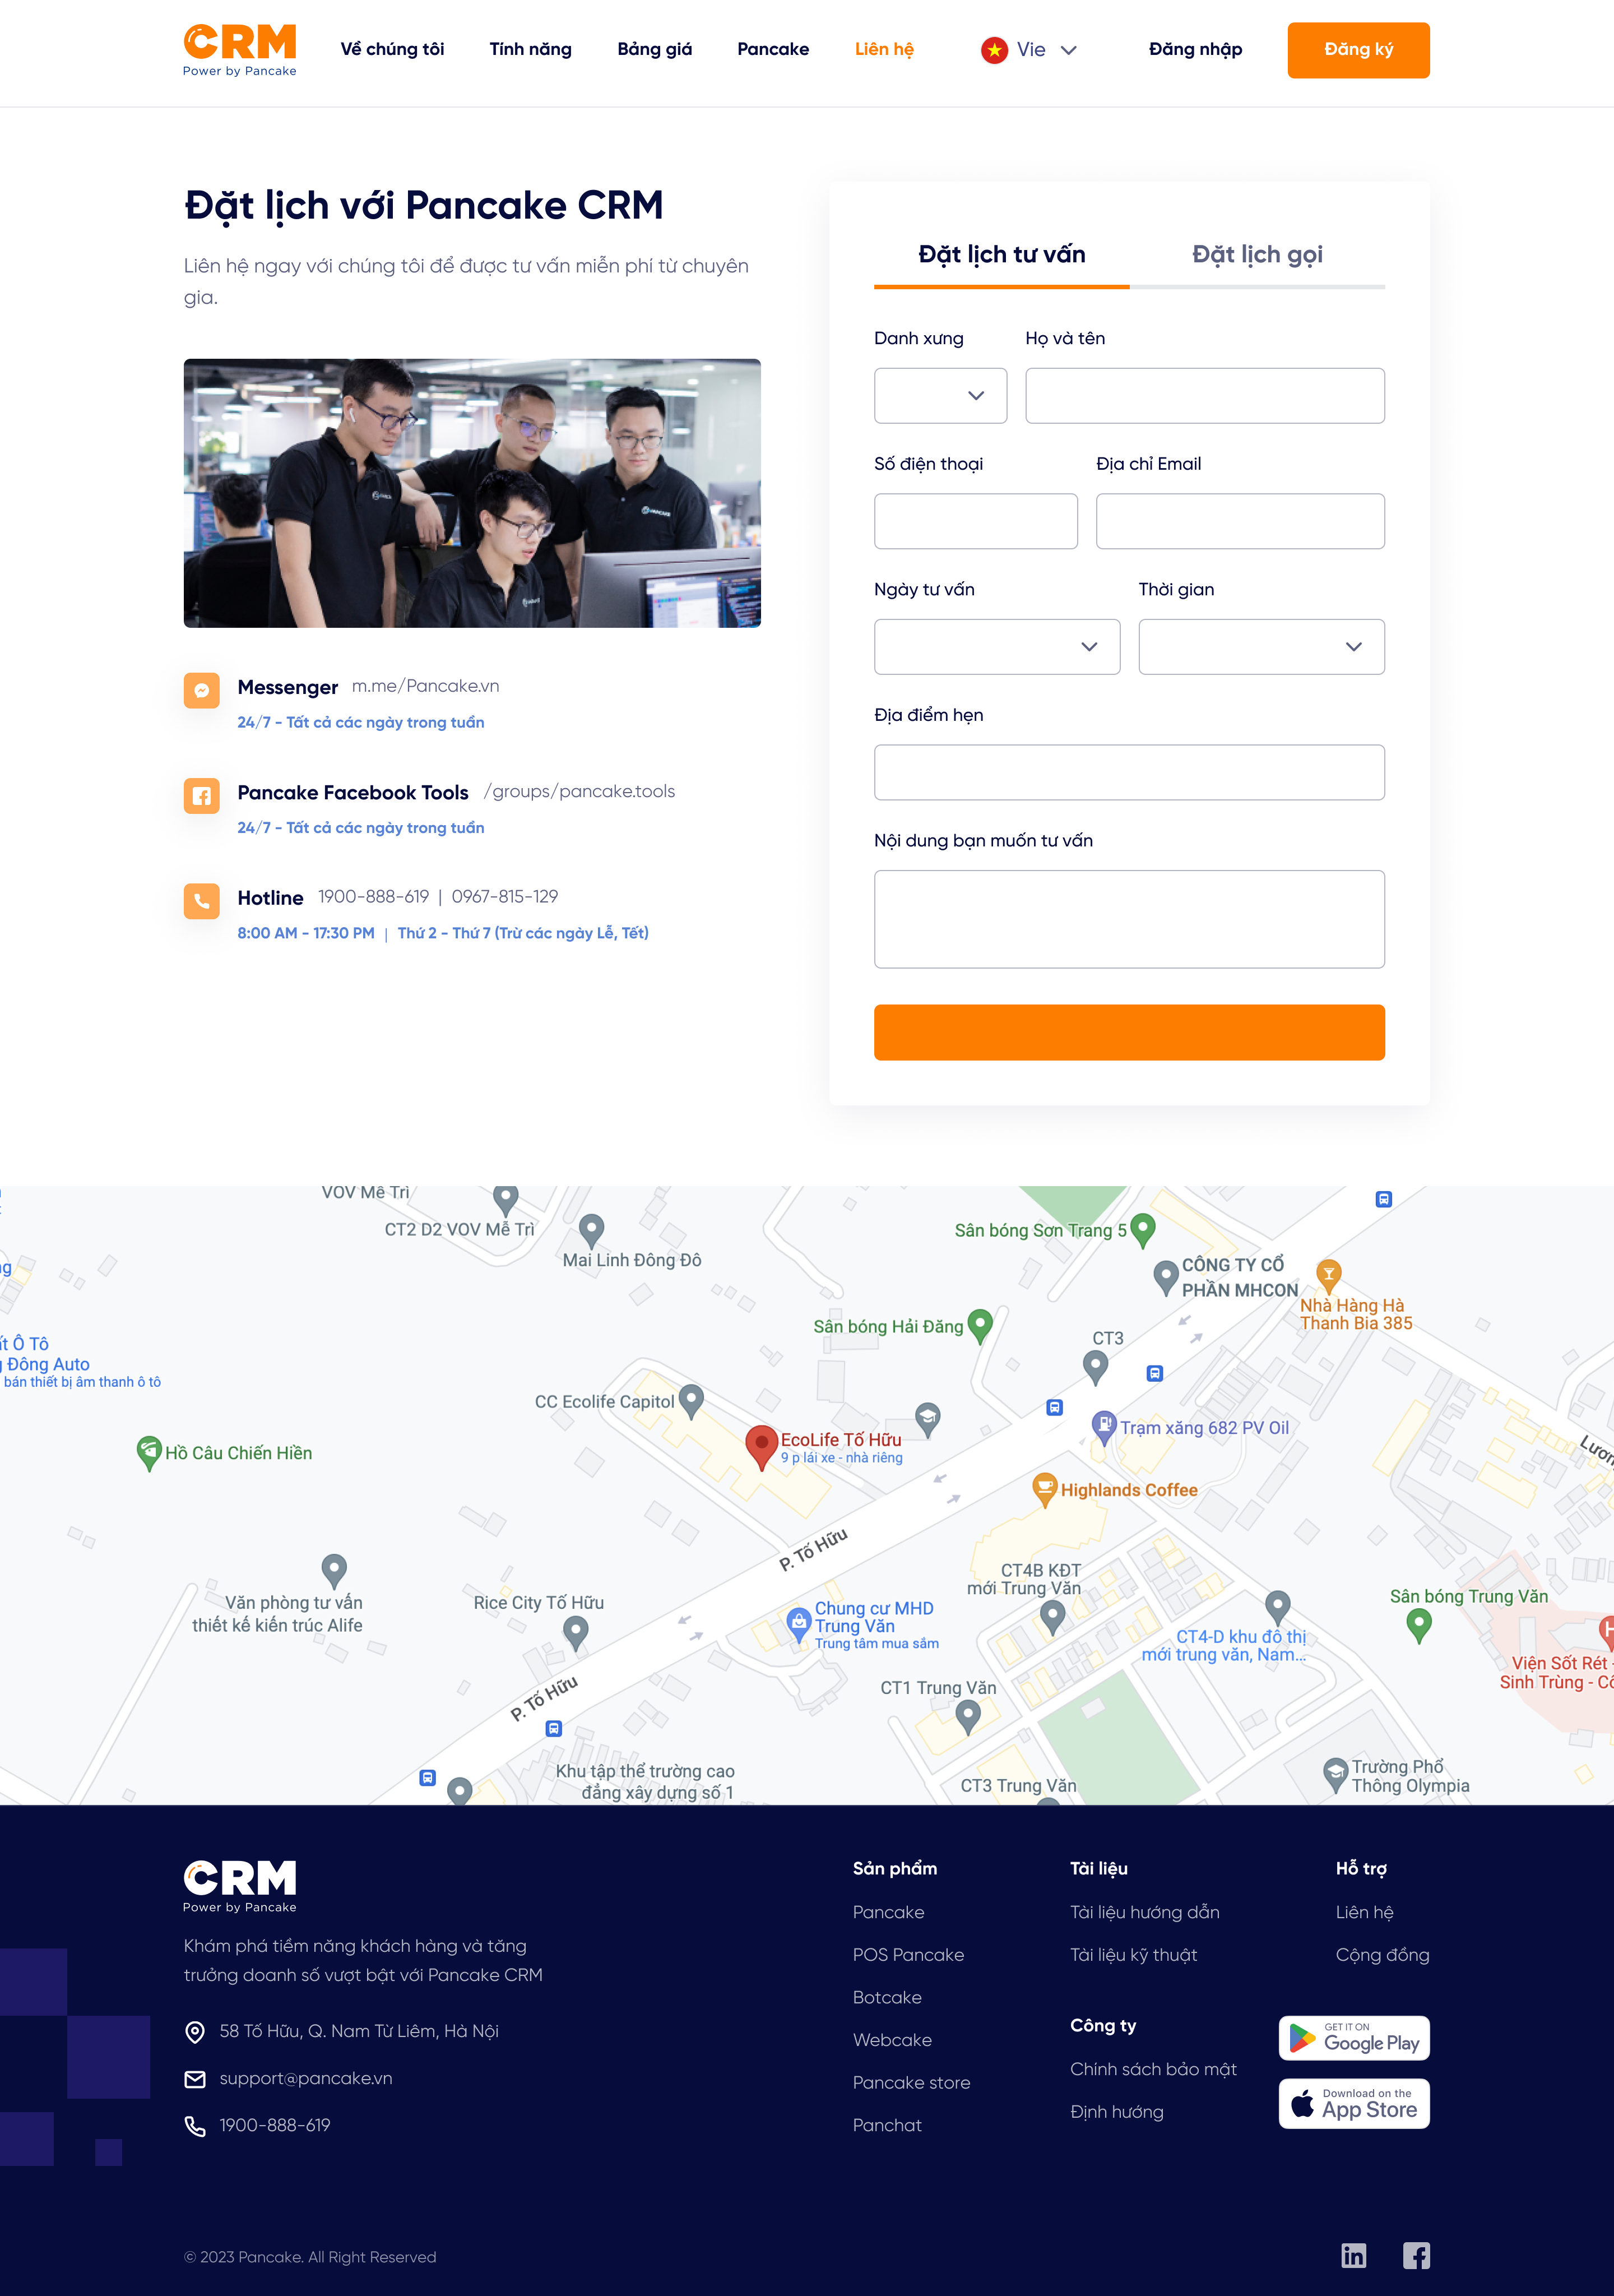 CRM
Power by Pancake
Về chúng tôi
Tính năng
Bảng giá
Pancake
Liên hệ
Vie
Đăng nhập
Đăng ký
Đặt lịch với Pancake CRM
Liên hệ ngay với chúng tôi để được tư vấn miễn phí từ chuyên
gia.
Messenger m.me/Pancake.vn
24/7 - Tất cả các ngày trong tuần
Pancake Facebook Tools /groups/pancake.tools
24/7 - Tất cả các ngày trong tuần
Hotline 1900-888-619 | 0967-815-129
8:00 AM - 17:30 PM | Thứ 2 - Thứ 7 (Trừ các ngày Lễ, Tết)
Đặt lịch tư vấn
Đặt lịch gọi
Danh xưng
Họ và tên
Số điện thoại
Địa chỉ Email
Ngày tư vấn
Thời gian
Địa điểm hẹn
Nội dung bạn muốn tư vấn
VOV Mễ Trì
CT2 D2 VOV Mễ Trì
Mai Linh Đông Đô
Sân bóng Sơn Trang 5
CÔNG TY CỔ
PHẦN MHCON
Nhà Hàng Hà
Thanh Bia 385
Sân bóng Hải Đăng
CT3
Ô Tô
Đông Auto
bán thiết bị âm thanh ô tô
CC Ecolife Capitol
EcoLife Tố Hữu
9 p lái xe - nhà riêng
Trạm xăng 682 PV Oil
Hồ Câu Chiến Hiền
Highlands Coffee
P. Tố Hữu
CT4B KĐT
mới Trung Văn
Văn phòng tư vấn
thiết kế kiến trúc Alife
Rice City Tố Hữu
Chung cư MHD
Trung Văn
Trung tâm mua sắm
Sân bóng Trung Văn
CT4-D khu đô thị
mới trung văn, Nam...
Viện Sốt Rét -
Sinh Trùng -
P. Tố Hữu
CT1 Trung Văn
Khu tập thể trường cao
đẳng xây dựng số 1
CT3 Trung Văn
Trường Phổ
Thông Olympia
CRM
Power by Pancake
Khám phá tiềm năng khách hàng và tăng
trưởng doanh số vượt bật với Pancake CRM
58 Tố Hữu, Q. Nam Từ Liêm, Hà Nội
support@pancake.vn
1900-888-619
Sản phẩm
Pancake
POS Pancake
Botcake
Webcake
Pancake store
Panchat
Tài liệu
Tài liệu hướng dẫn
Tài liệu kỹ thuật
Công ty
Chính sách bảo mật
Định hướng
Hỗ trợ
Liên hệ
Cộng đồng
GET IT ON
Google Play
Download on the
App Store
© 2023 Pancake. All Right Reserved